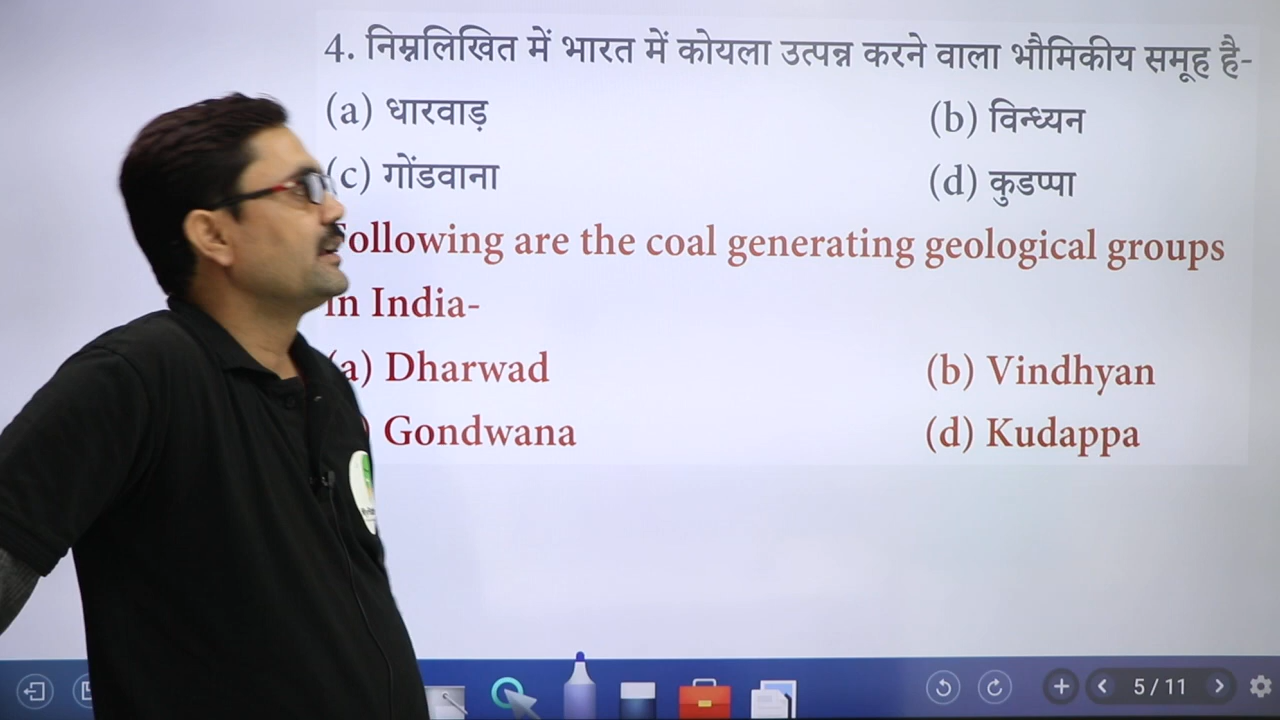 4. निम्नलिखित में भारत में कोयला उत्पन्न करने वाला भौमिकीय समूह है-
(a) धारवाड़ (b) विन्ध्यन
(c) गोंडवाना (d) कुडप्पा
Following are the coal generating geological groups
in India-
(a) Dharwad (b) Vindhyan
) Gondwana (d) Kudappa
5 / 11